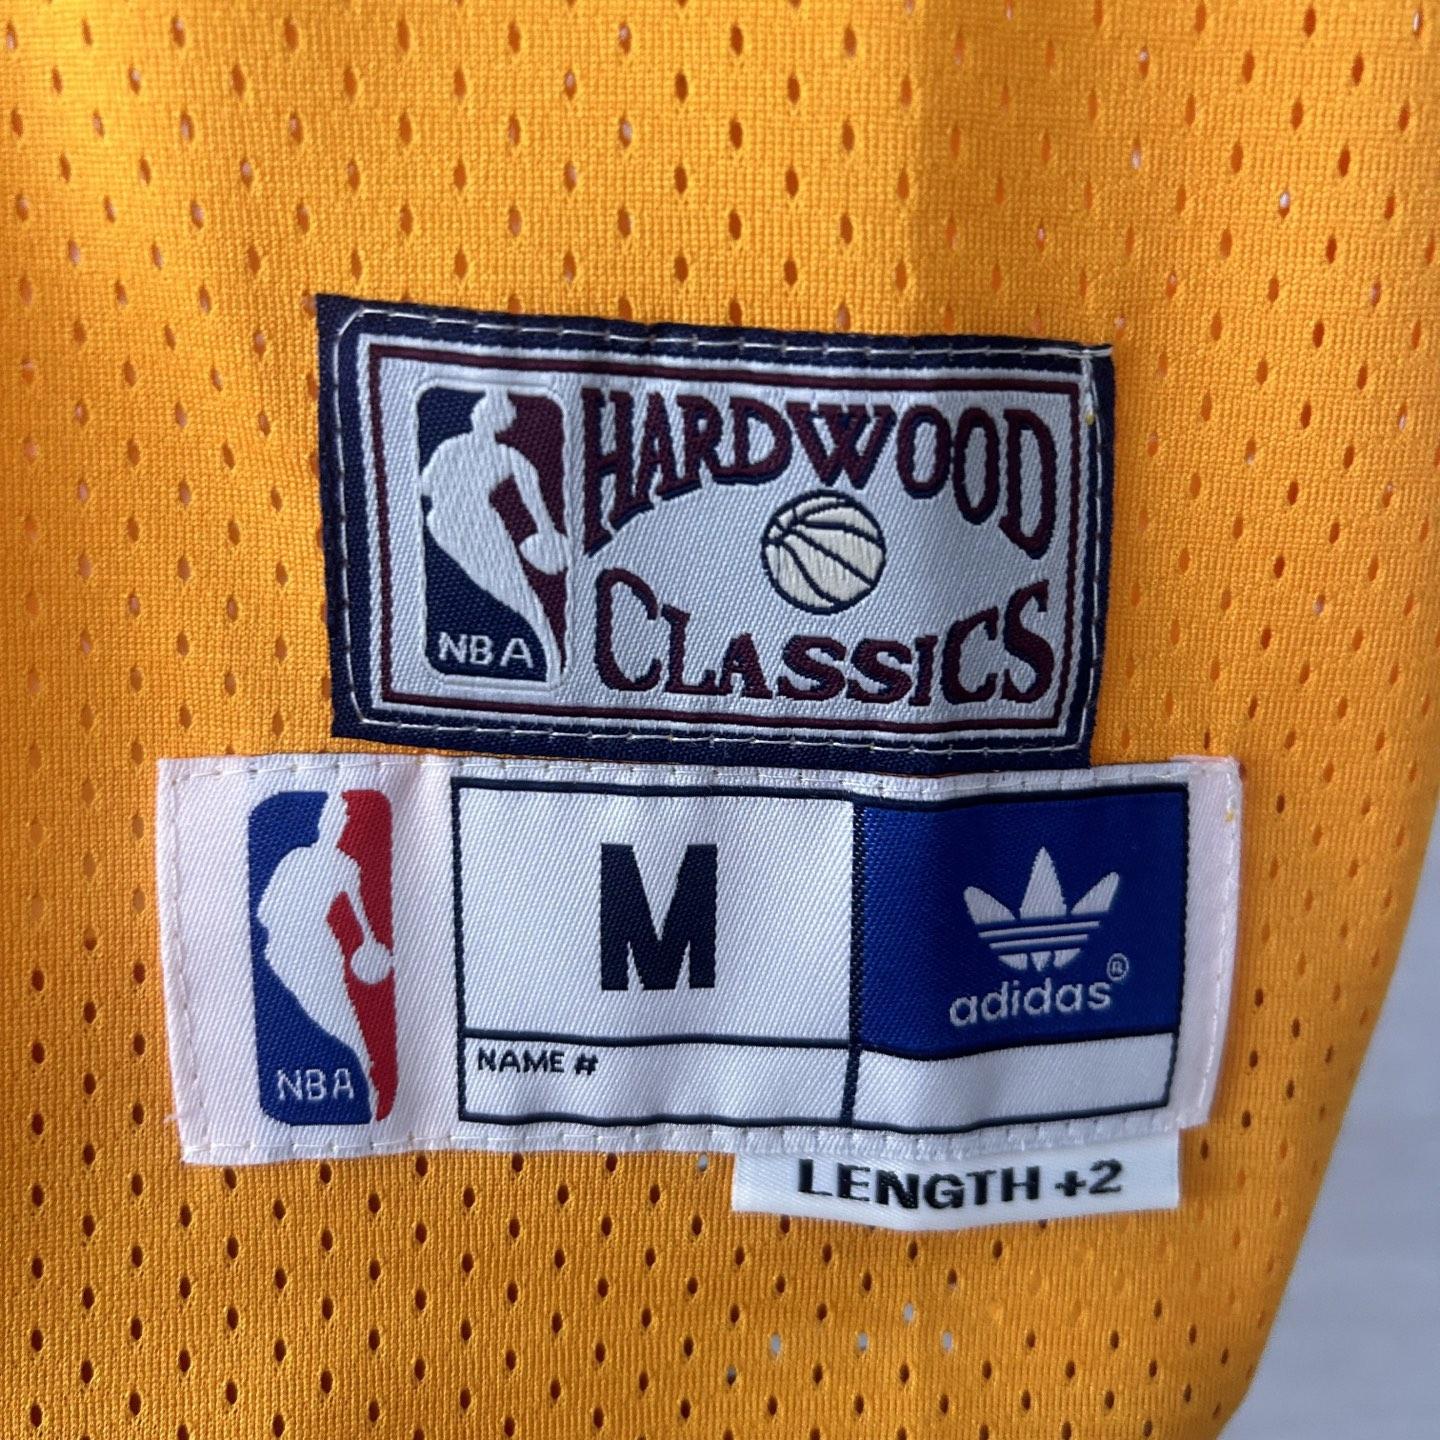 HARDWOOD
CLASSICS
NBA
M
adidas®
NAME #
NBA
LENGTH +2